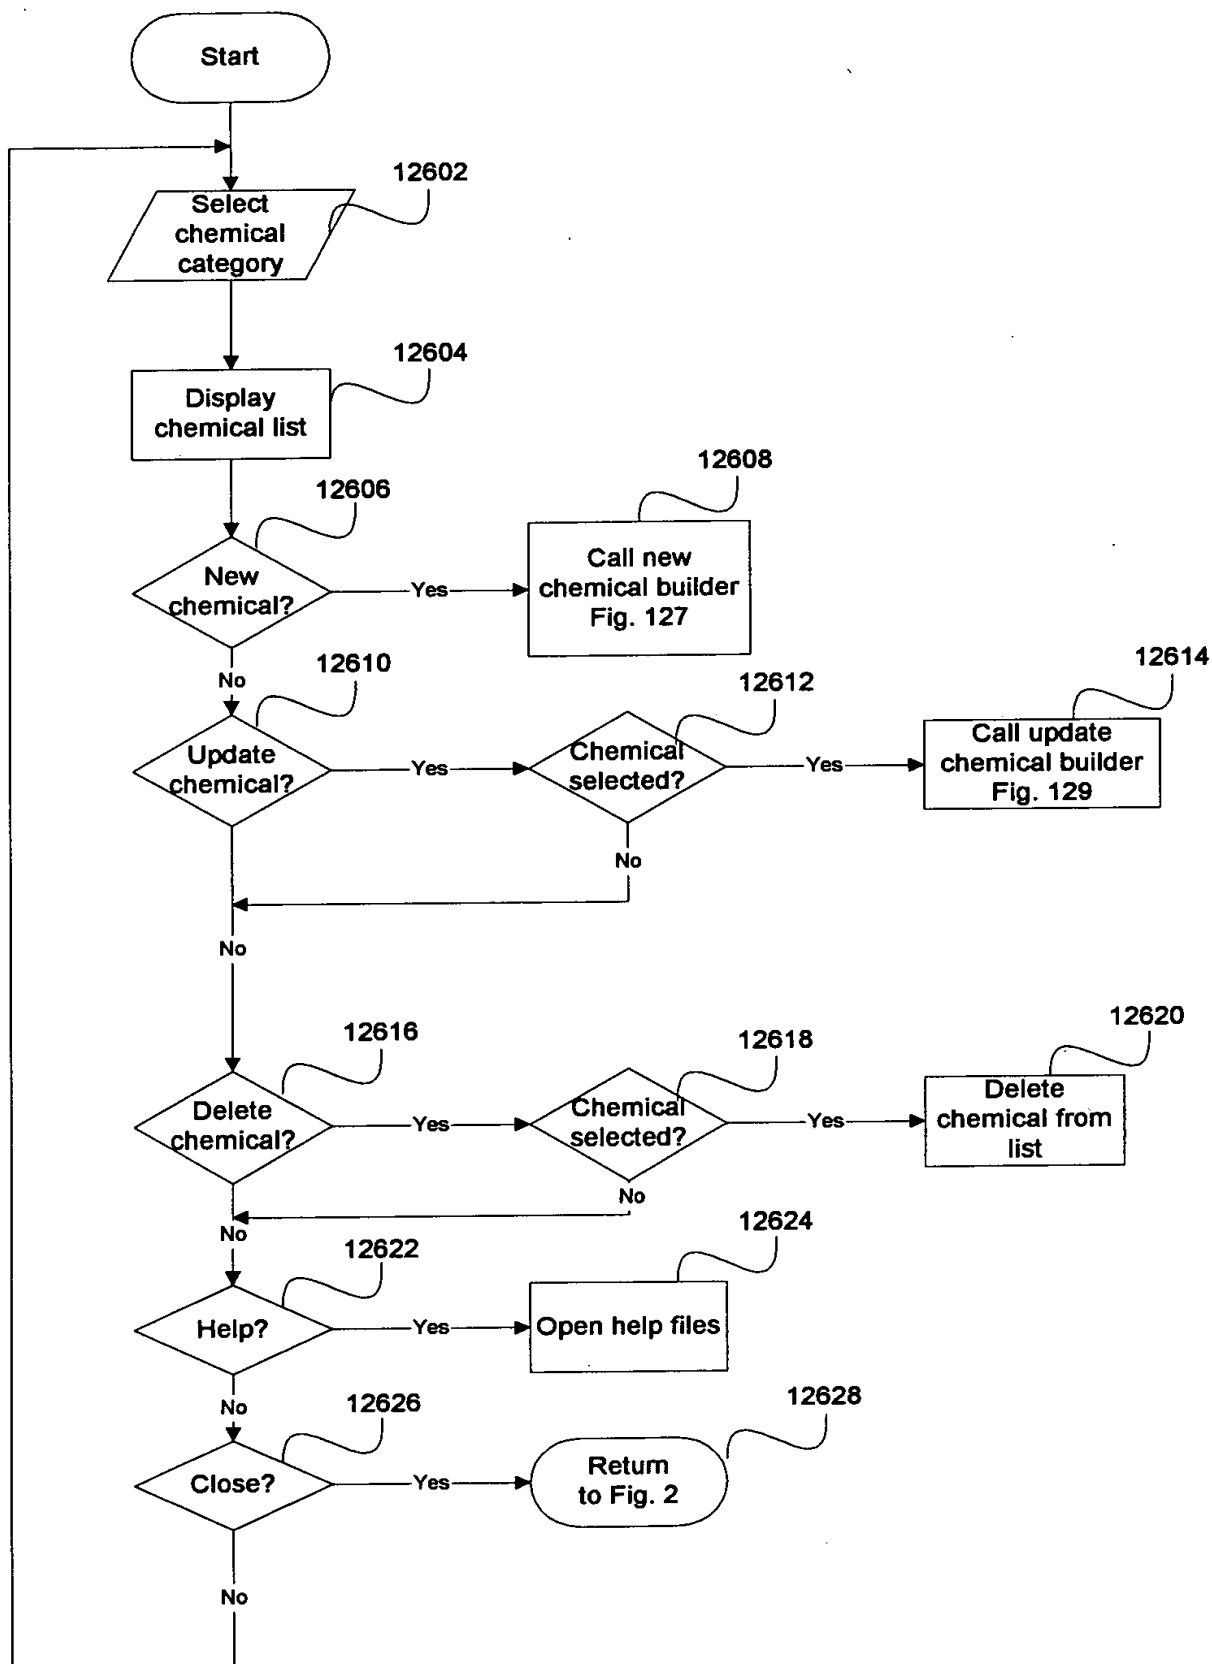 Start
12602
Select
chemical
category
12604
Display
chemical list
12606
New
chemical?
Yes
12608
Call new
chemical builder
Fig. 127
No
12610
Update
chemical?
Yes
12612
Chemical
selected?
Yes
12614
Call update
chemical builder
Fig. 129
No
No
12616
Delete
chemical?
Yes
12618
Chemical
selected?
Yes
12620
Delete
chemical from
list
No
No
12622
Help?
Yes
12624
Open help files
No
12626
Close?
Yes
12628
Return
to Fig. 2
No